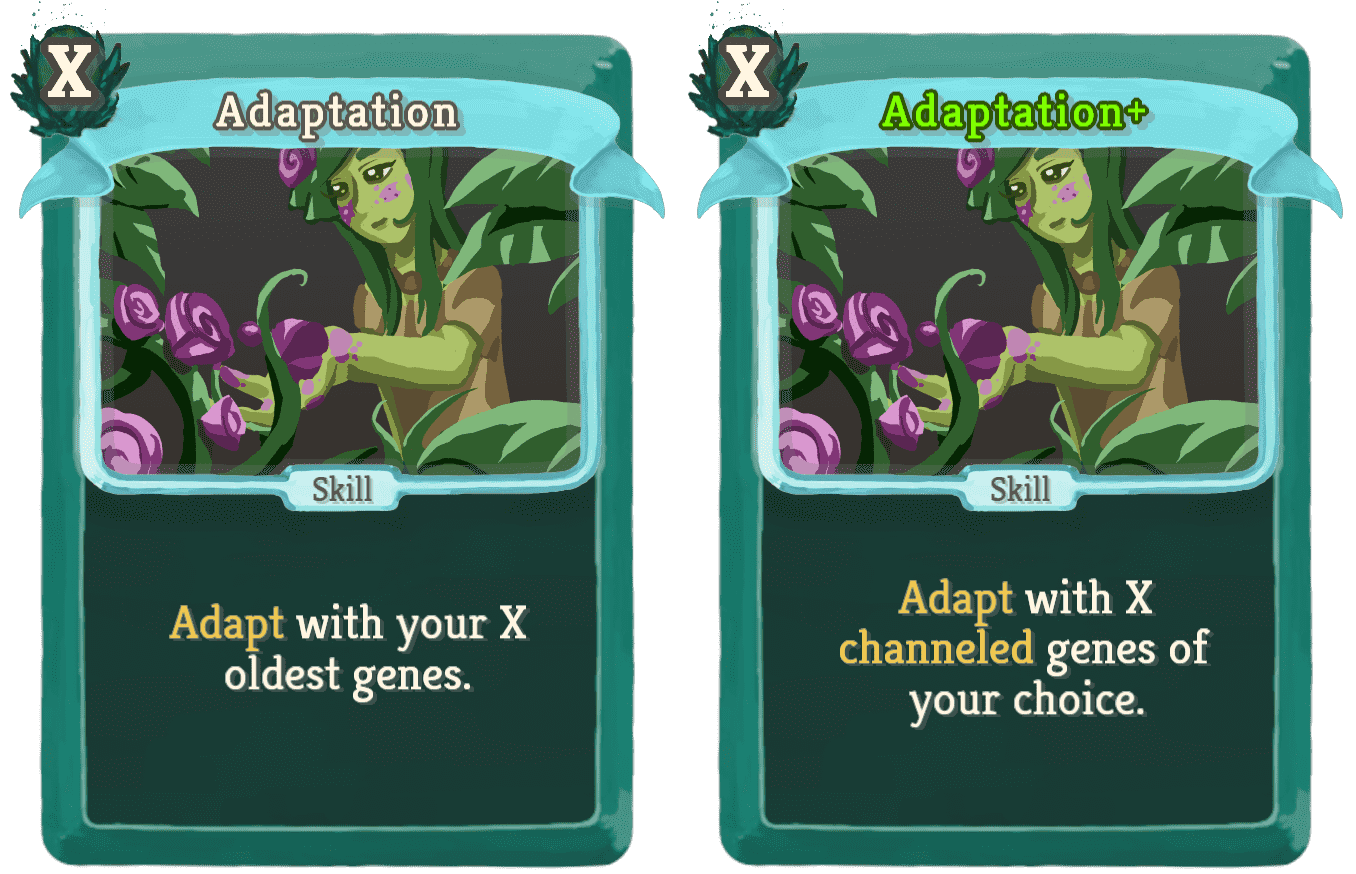 X
Adaptation
Skill
Adapt with your X
oldest genes.
X
Adaptation+
Skill
Adapt with X
channeled genes of
your choice.